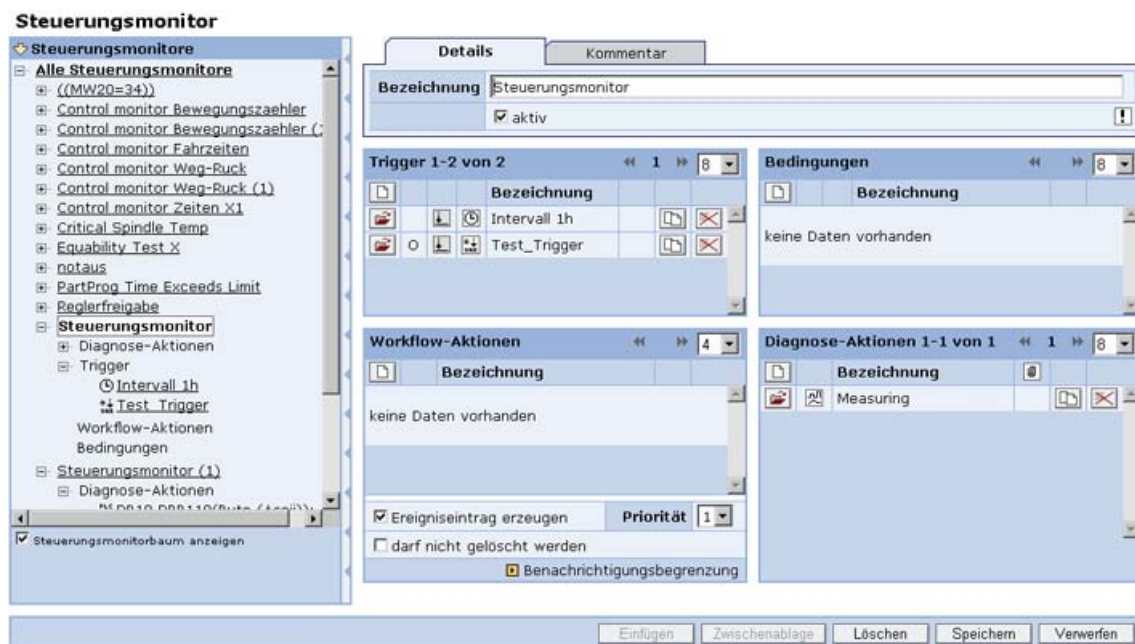 Steuerungsmonitor
Steuerungsmonitore
Alle Steuerungsmonitore
((MW20=34))
Control monitor Bewegungszaehler
Control monitor Bewegungszaehler (
Control monitor Fahrzeiten
Control monitor Weg-Ruck
Control monitor Weg-Ruck (1)
Control monitor Zeiten X1
Critical Spindle Temp
Equability Test X
notaus
PartProg Time Exceeds Limit
Reglerfreigabe
Steuerungsmonitor
Diagnose-Aktionen
Trigger
Intervall 1h
Test_Trigger
Workflow-Aktionen
Bedingungen
Steuerungsmonitor (1)
Diagnose-Aktionen
Steuerungsmonitorbaum anzeigen
Details
Kommentar
Bezeichnung Steuerungsmonitor
aktiv
Trigger 1-2 von 2 1 8
Bezeichnung
Intervall 1h
O Test_Trigger
Bedingungen 8
Bezeichnung
keine Daten vorhanden
Workflow-Aktionen 4
Bezeichnung
keine Daten vorhanden
Ereigniseintrag erzeugen Priorität 1
darf nicht gelöscht werden
Benachrichtigungsbegrenzung
Diagnose-Aktionen 1-1 von 1 1 8
Bezeichnung
Measuring
Einfügen Zwischenablage Löschen Speichern Verwerfen